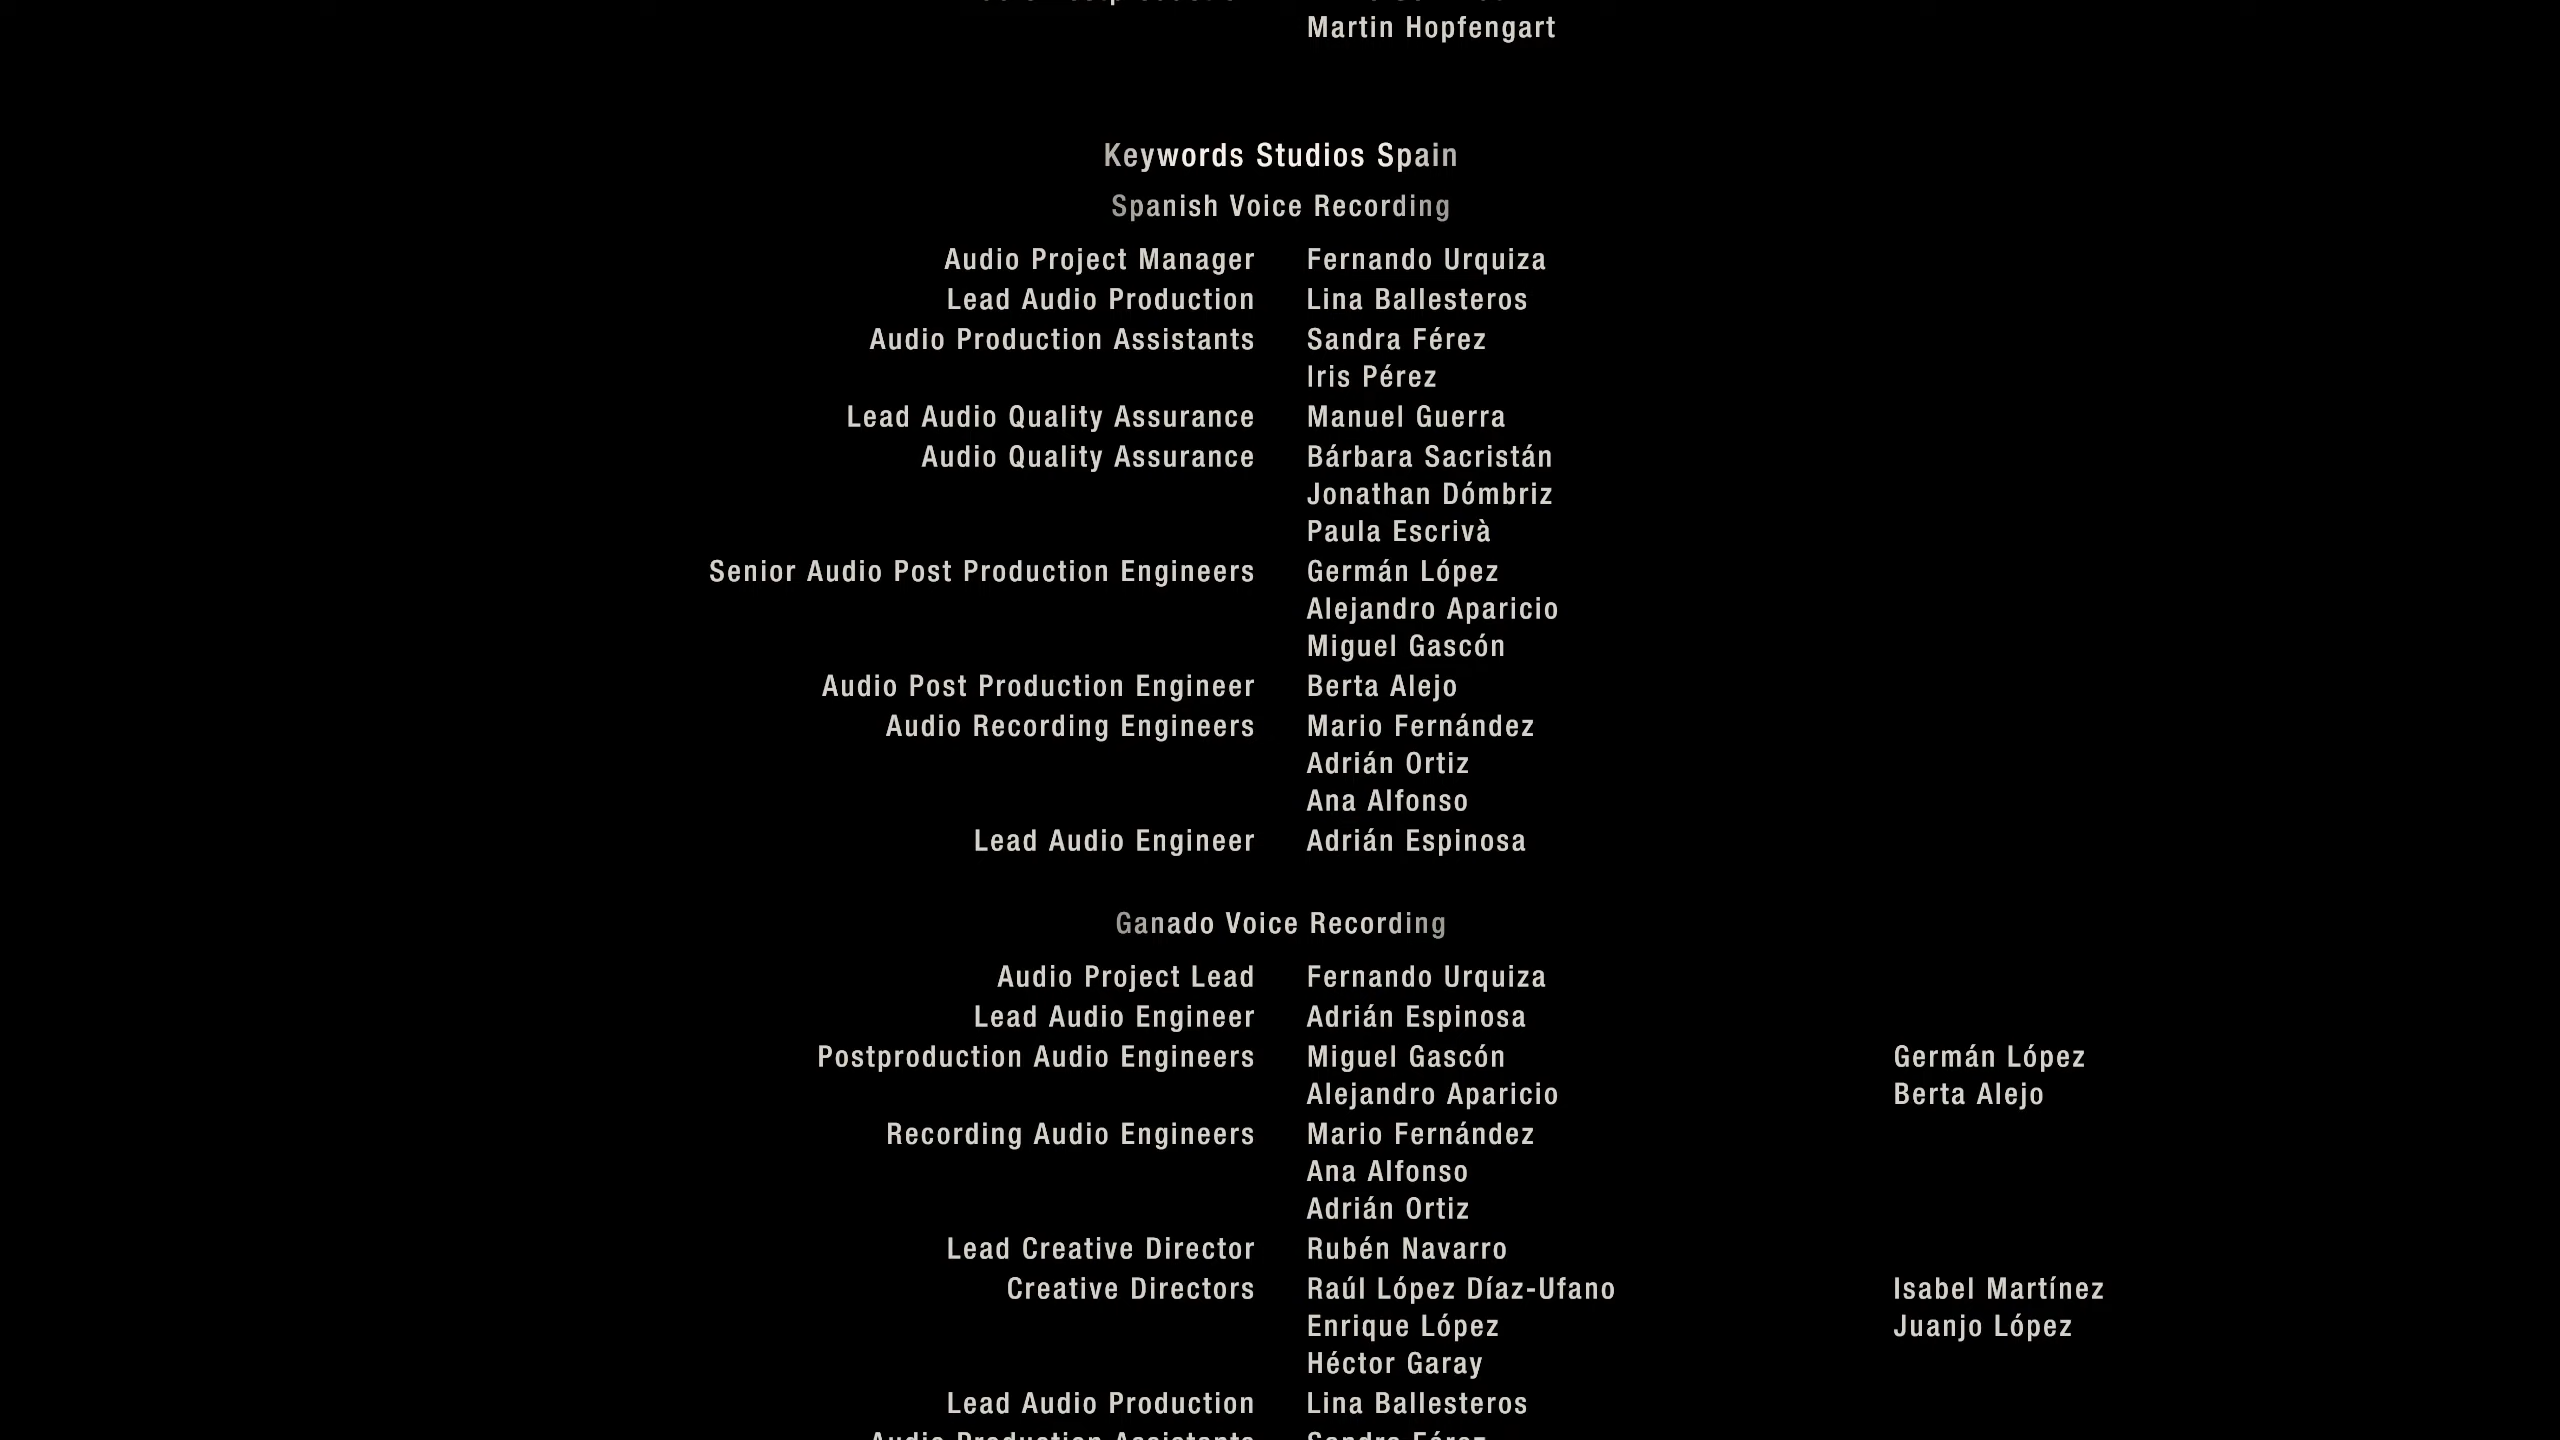 Martin Hopfengart
Keywords Studios Spain
Spanish Voice Recording
Audio Project Manager Fernando Urquiza
Lead Audio Production Lina Ballesteros
Audio Production Assistants Sandra Férez
Iris Pérez
Lead Audio Quality Assurance Manuel Guerra
Audio Quality Assurance Bárbara Sacristán
Jonathan Dómbriz
Paula Escrivà
Senior Audio Post Production Engineers Germán López
Alejandro Aparicio
Miguel Gascón
Audio Post Production Engineer Berta Alejo
Audio Recording Engineers Mario Fernández
Adrián Ortiz
Ana Alfonso
Lead Audio Engineer Adrián Espinosa
Ganado Voice Recording
Audio Project Lead Fernando Urquiza
Lead Audio Engineer Adrián Espinosa
Postproduction Audio Engineers Miguel Gascón Germán López
Alejandro Aparicio Berta Alejo
Recording Audio Engineers Mario Fernández
Ana Alfonso
Adrián Ortiz
Lead Creative Director Rubén Navarro
Creative Directors Raúl López Díaz-Ufano Isabel Martínez
Enrique López Juanjo López
Héctor Garay
Lead Audio Production Lina Ballesteros
Audio Production Assistants Sandra Férez